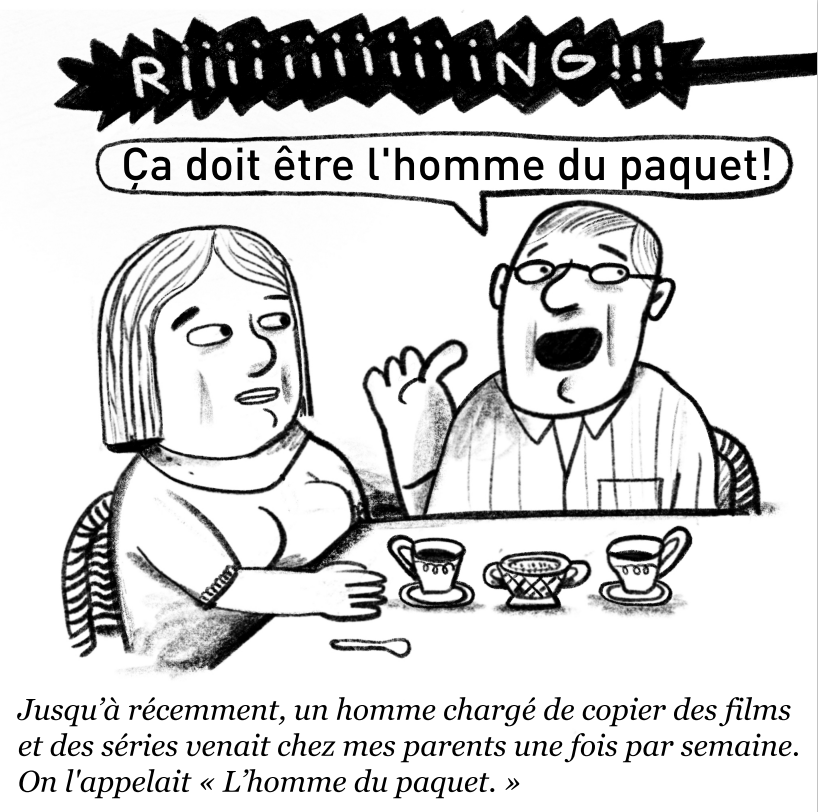 Riiiiiiiiiiiiing!!!
Ça doit être l'homme du paquet!
Jusqu’à récemment, un homme chargé de copier des films
et des séries venait chez mes parents une fois par semaine.
On l'appelait « L’homme du paquet. »